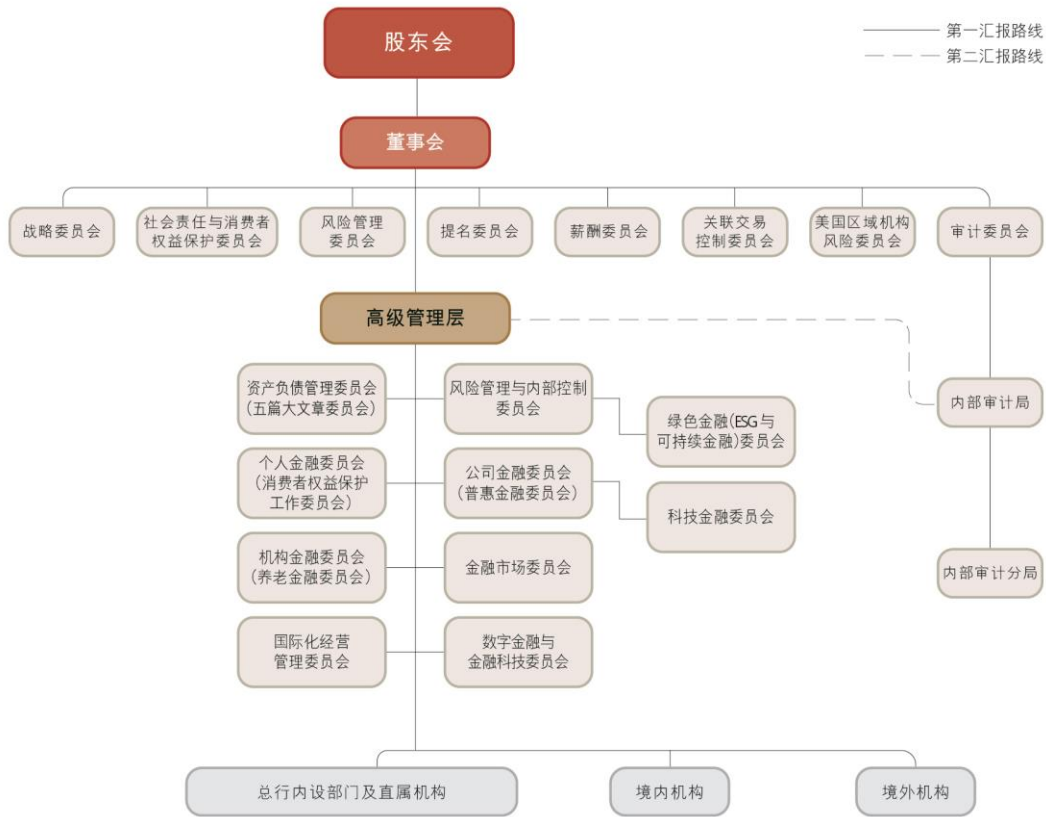 股东会
第一汇报路线
第二汇报路线
董事会
战略委员会
社会责任与消费者
权益保护委员会
风险管理
委员会
提名委员会
薪酬委员会
关联交易
控制委员会
美国区域机构
风险委员会
审计委员会
高级管理层
资产负债管理委员会
(五篇大文章委员会)
风险管理与内部控制
委员会
绿色金融(ESG与
可持续金融)委员会
内部审计局
个人金融委员会
(消费者权益保护
工作委员会)
公司金融委员会
(普惠金融委员会)
科技金融委员会
机构金融委员会
(养老金融委员会)
金融市场委员会
内部审计分局
国际化经营
管理委员会
数字金融与
金融科技委员会
总行内设部门及直属机构
境内机构
境外机构